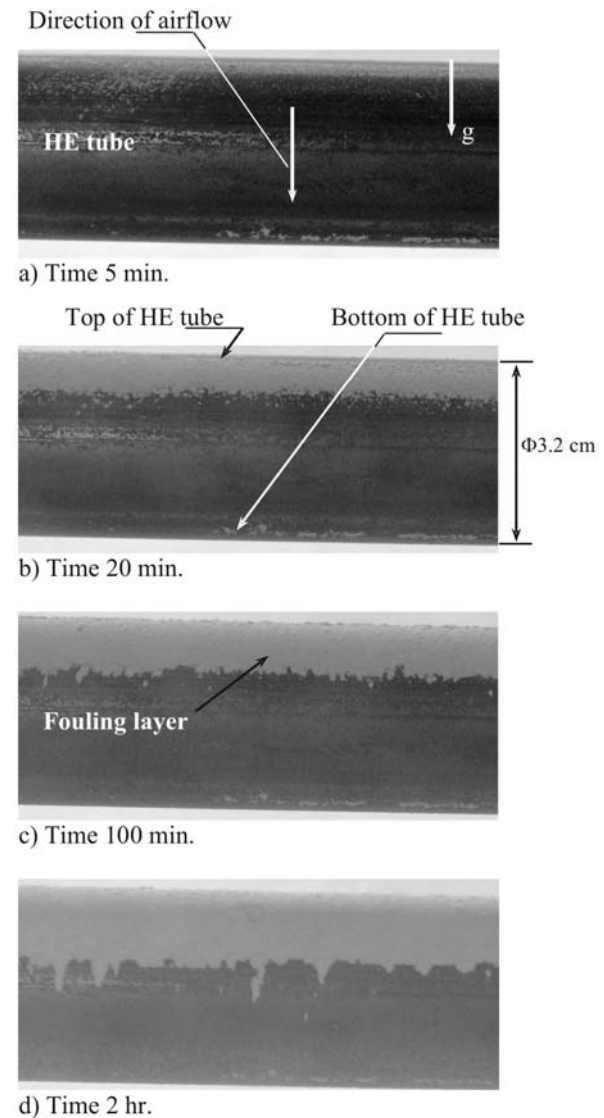 Direction of airflow
g
HE tube
a) Time 5 min.
Top of HE tube
Bottom of HE tube
Φ3.2 cm
b) Time 20 min.
Fouling layer
c) Time 100 min.
d) Time 2 hr.